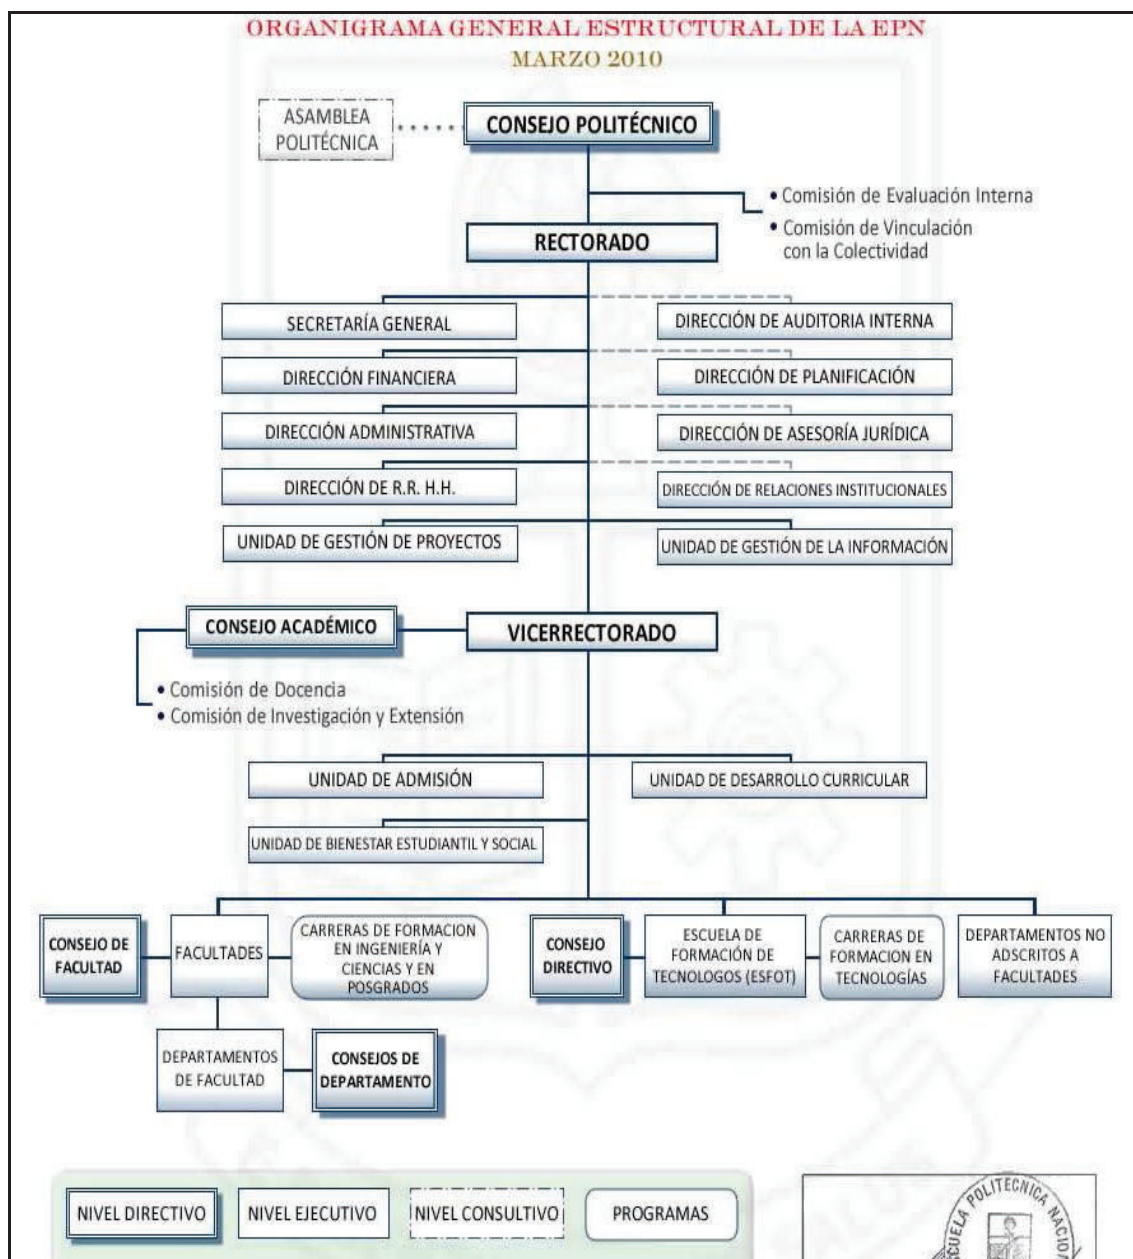 ORGANIGRAMA GENERAL ESTRUCTURAL DE LA EPN
MARZO 2010
ASAMBLEA
POLITÉCNICA
CONSEJO POLITÉCNICO
• Comisión de Evaluación Interna
• Comisión de Vinculación
con la Colectividad
RECTORADO
SECRETARÍA GENERAL
DIRECCIÓN DE AUDITORIA INTERNA
DIRECCIÓN FINANCIERA
DIRECCIÓN DE PLANIFICACIÓN
DIRECCIÓN ADMINISTRATIVA
DIRECCIÓN DE ASESORÍA JURÍDICA
DIRECCIÓN DE R.R. H.H.
DIRECCIÓN DE RELACIONES INSTITUCIONALES
UNIDAD DE GESTIÓN DE PROYECTOS
UNIDAD DE GESTIÓN DE LA INFORMACIÓN
CONSEJO ACADÉMICO
VICERRECTORADO
• Comisión de Docencia
• Comisión de Investigación y Extensión
UNIDAD DE ADMISIÓN
UNIDAD DE DESARROLLO CURRICULAR
UNIDAD DE BIENESTAR ESTUDIANTIL Y SOCIAL
CONSEJO DE
FACULTAD
FACULTADES
CARRERAS DE FORMACION
EN INGENIERÍA Y
CIENCIAS Y EN
POSGRADOS
CONSEJO
DIRECTIVO
ESCUELA DE
FORMACIÓN DE
TECNOLOGOS (ESFOT)
CARRERAS DE
FORMACION EN
TECNOLOGÍAS
DEPARTAMENTOS NO
ADSCRITOS A
FACULTADES
DEPARTAMENTOS
DE FACULTAD
CONSEJOS DE
DEPARTAMENTO
NIVEL DIRECTIVO
NIVEL EJECUTIVO
NIVEL CONSULTIVO
PROGRAMAS
POLITECNICA